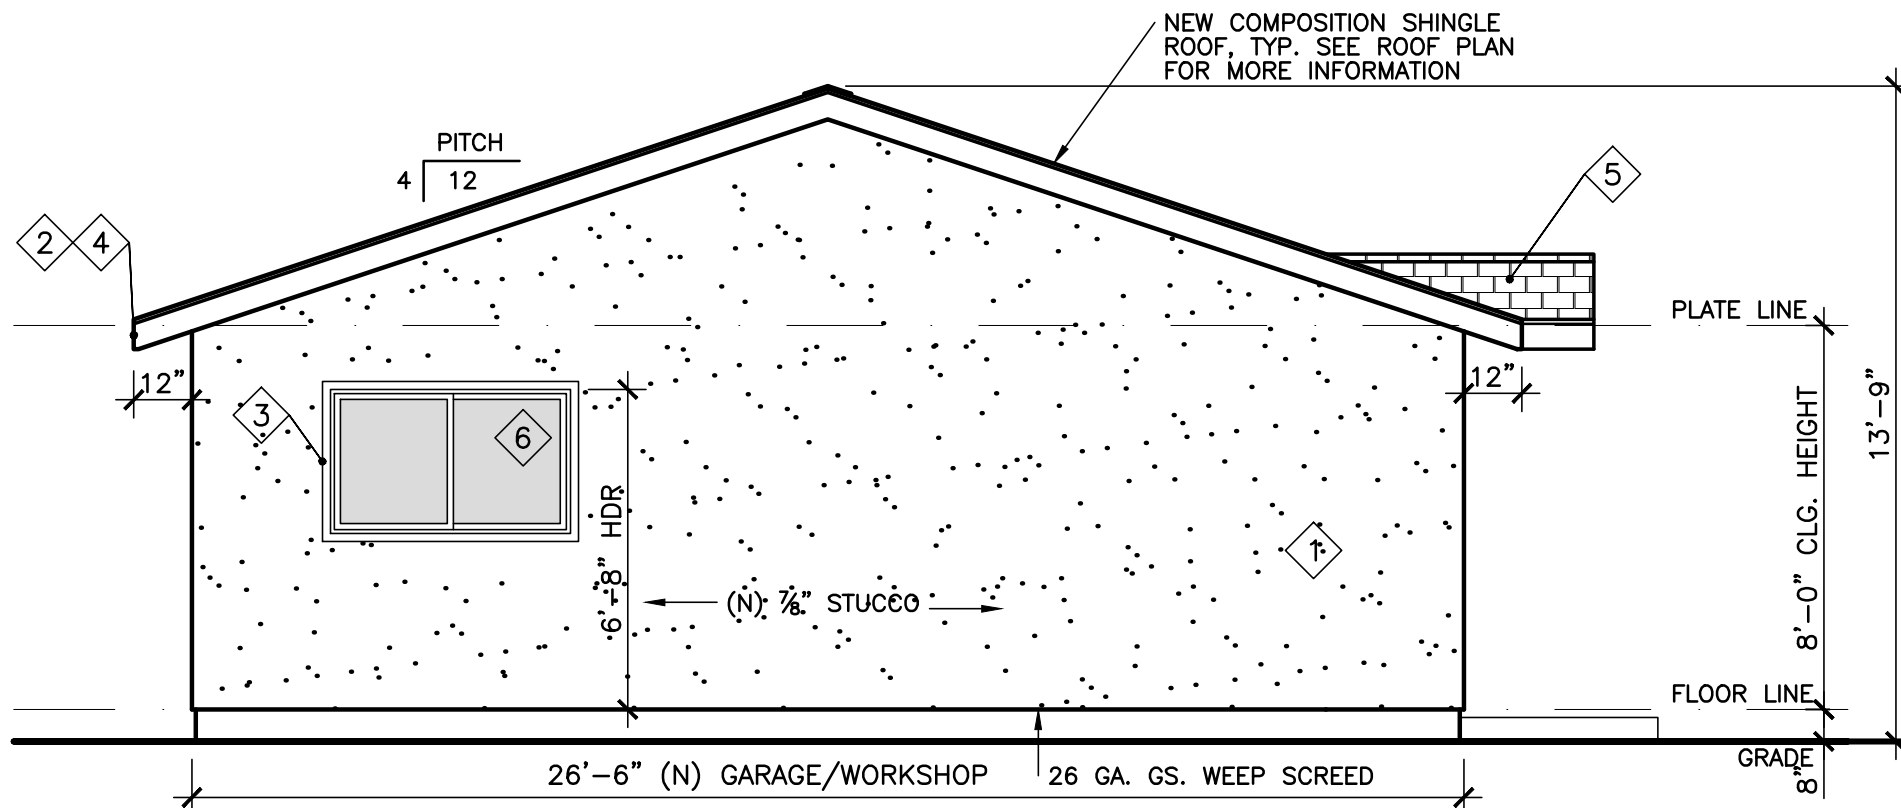 NEW COMPOSITION SHINGLE
ROOF, TYP. SEE ROOF PLAN
FOR MORE INFORMATION
PITCH
4 12
5
2 4
PLATE LINE
12"
12"
3
6
13'-9"
8'-0" CLG. HEIGHT
6'-8" HDR
1
(N) ⅞" STUCCO
FLOOR LINE
GRADE
8"
26'-6" (N) GARAGE/WORKSHOP
26 GA. GS. WEEP SCREED